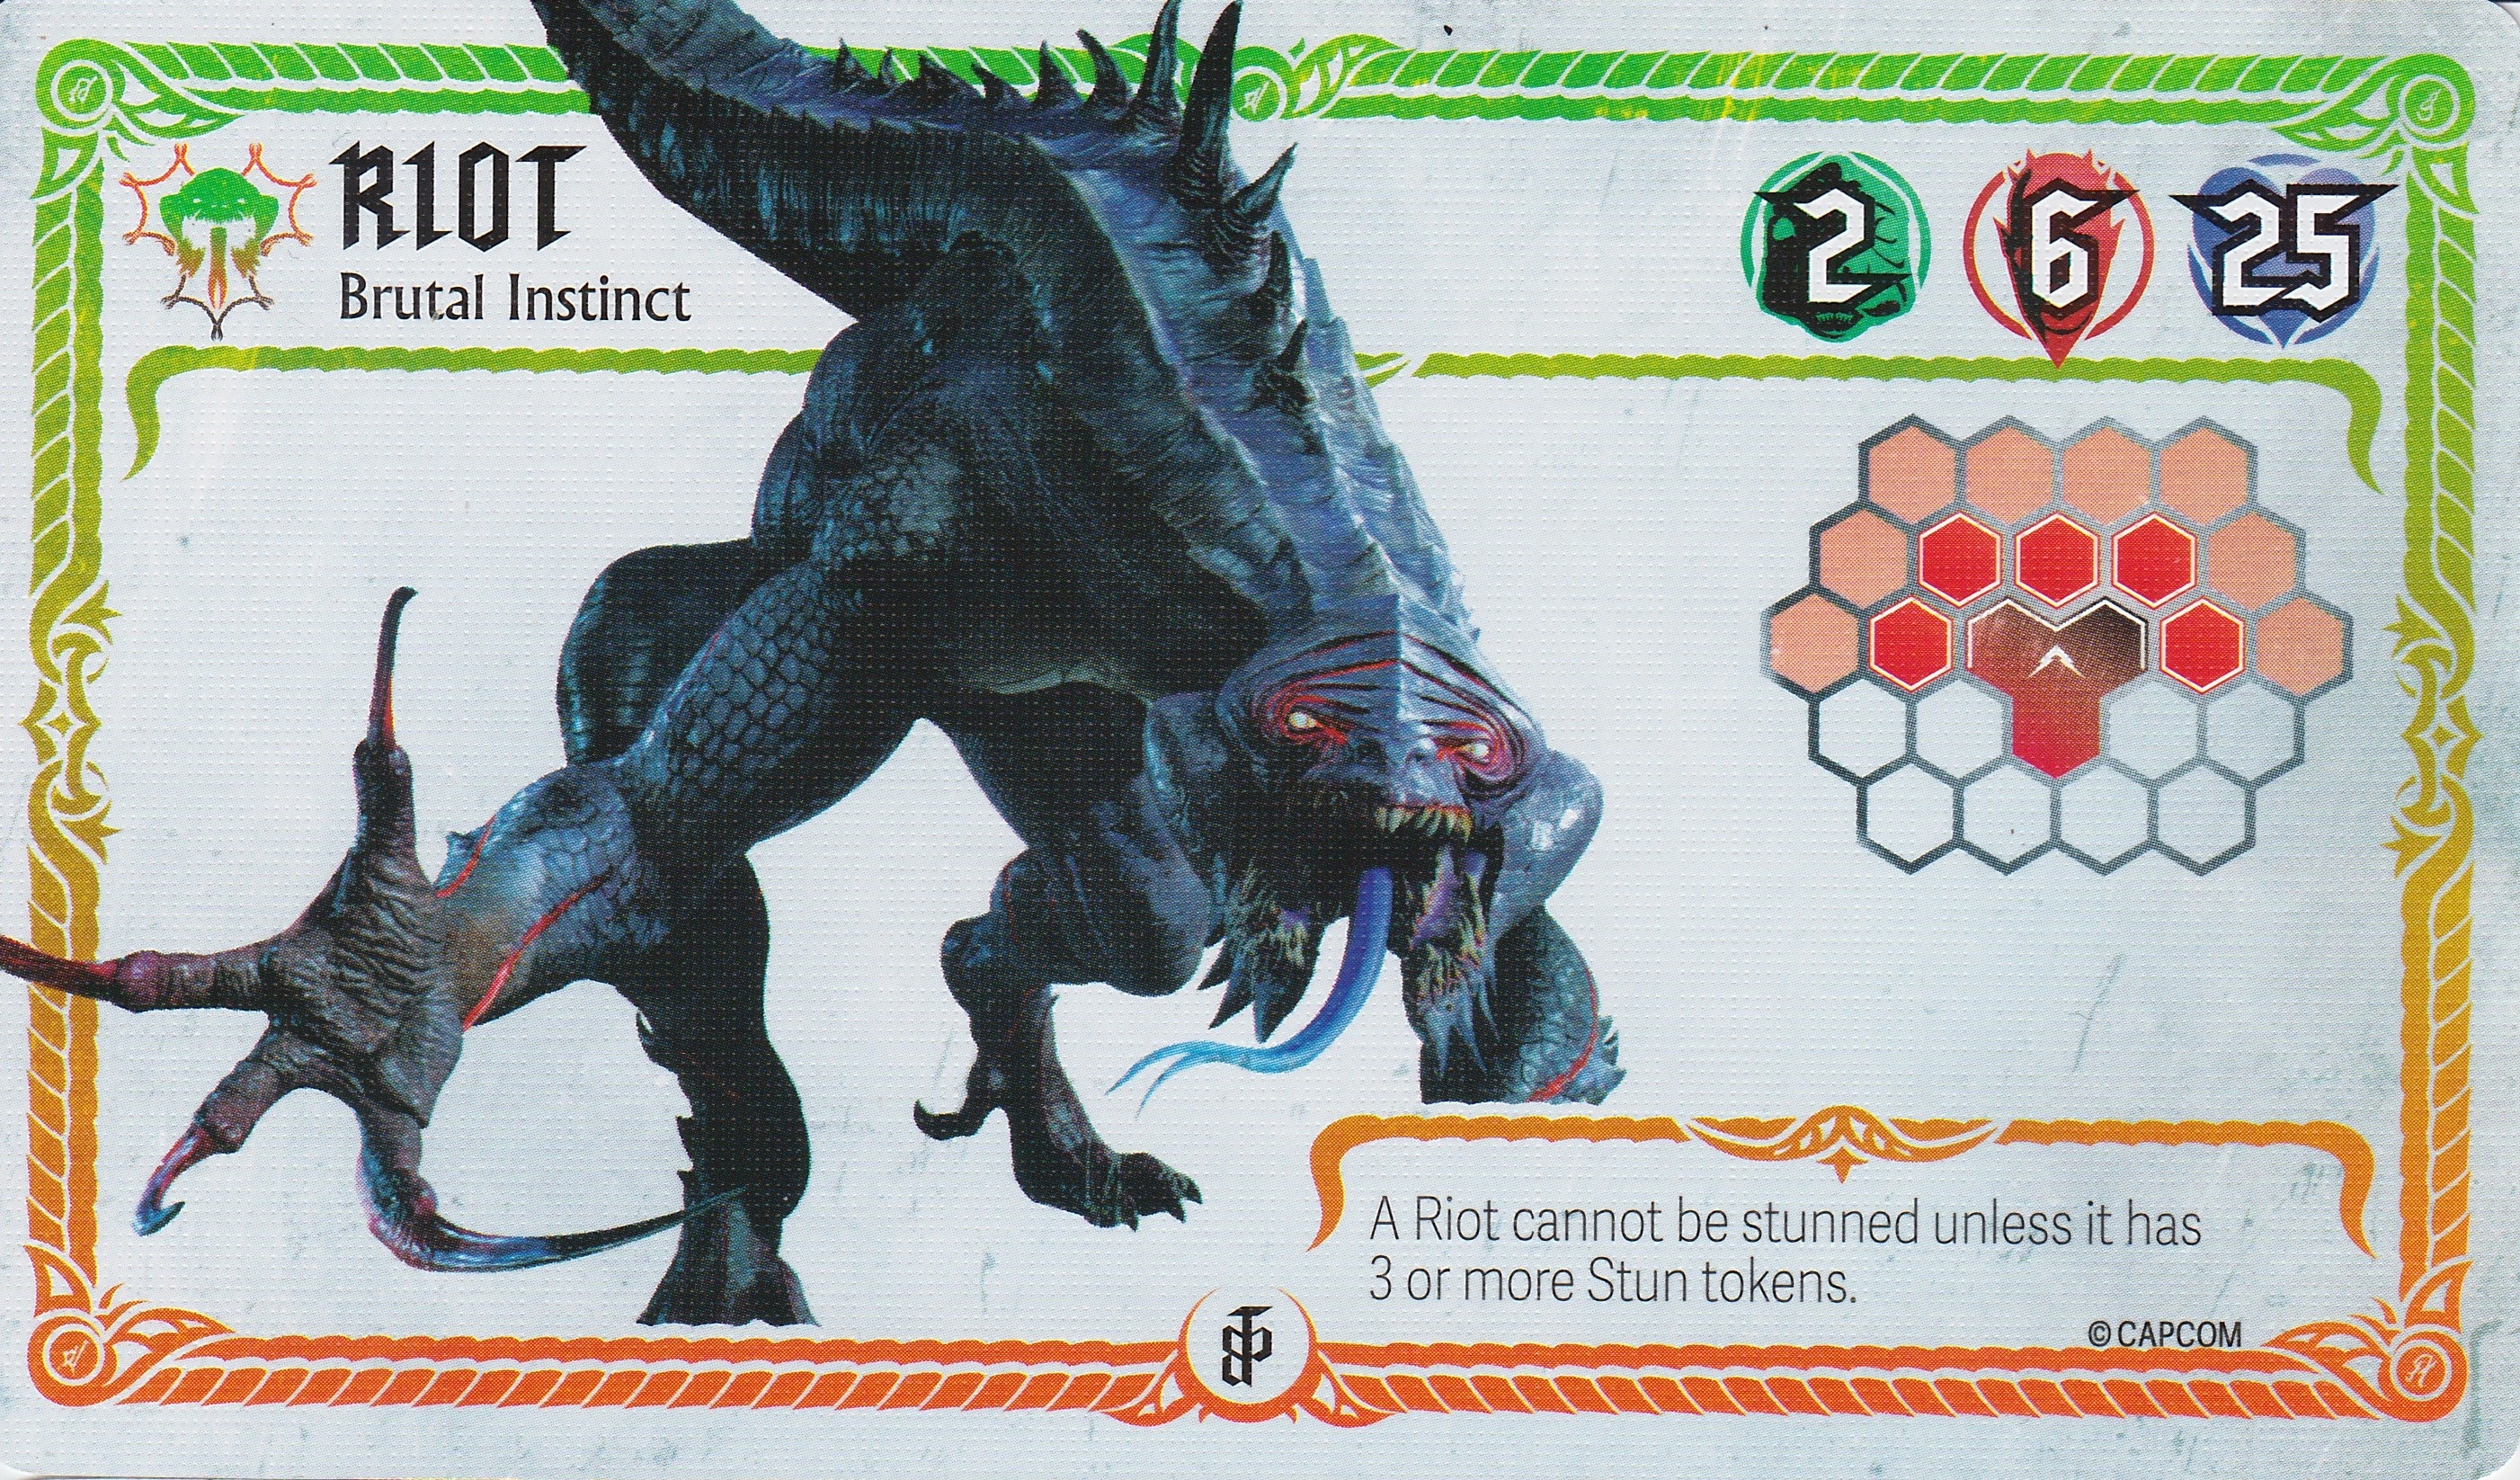 RIOT
Brutal Instinct
2 6 25
A Riot cannot be stunned unless it has
3 or more Stun tokens.
© CAPCOM